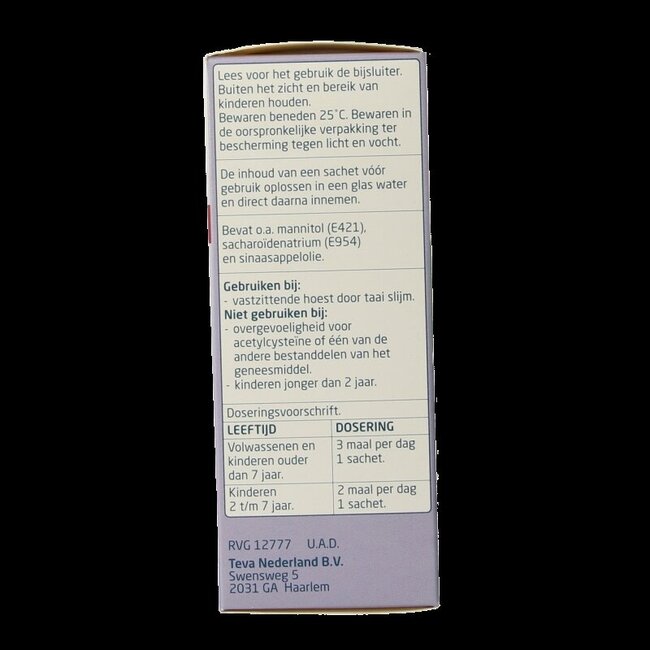 Lees voor het gebruik de bijsluiter.
Buiten het zicht en bereik van
kinderen houden.
Bewaren beneden 25°C. Bewaren in
de oorspronkelijke verpakking ter
bescherming tegen licht en vocht.
De inhoud van een sachet vóór
gebruik oplossen in een glas water
en direct daarna innemen.
Bevat o.a. mannitol (E421),
sacharoïdenatrium (E954)
en sinaasappelolie.
Gebruiken bij:
- vastzittende hoest door taai slijm.
Niet gebruiken bij:
- overgevoeligheid voor
acetylcysteïne of één van de
andere bestanddelen van het
geneesmiddel.
- kinderen jonger dan 2 jaar.
Doseringsvoorschrift.
LEEFTIJD DOSERING
Volwassenen en 3 maal per dag
kinderen ouder 1 sachet.
dan 7 jaar.
Kinderen 2 maal per dag
2 t/m 7 jaar. 1 sachet.
RVG 12777 U.A.D.
Teva Nederland B.V.
Swensweg 5
2031 GA Haarlem